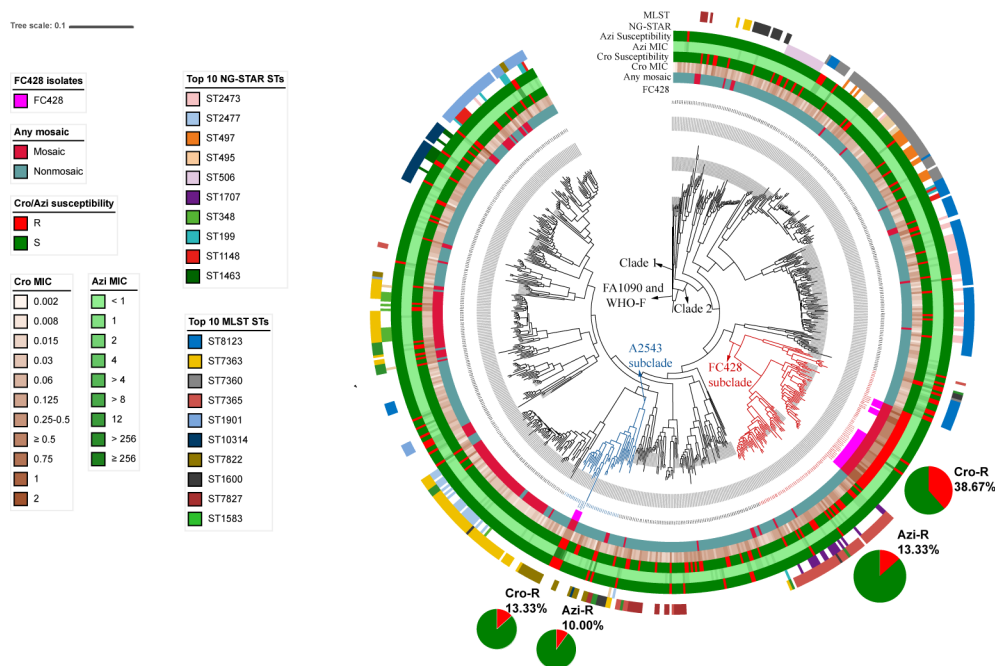 Tree scale: 0.1
FC428 isolates
FC428
Any mosaic
Mosaic
Nonmosaic
Cro/Azi susceptibility
R
S
Cro MIC
0.002
0.008
0.015
0.03
0.06
0.125
0.25-0.5
≥ 0.5
0.75
1
2
Azi MIC
< 1
1
2
4
> 4
> 8
12
> 256
≥ 256
Top 10 NG-STAR STs
ST2473
ST2477
ST497
ST495
ST506
ST1707
ST348
ST199
ST1148
ST1463
Top 10 MLST STs
ST8123
ST7363
ST7360
ST7365
ST1901
ST10314
ST7822
ST1600
ST7827
ST1583
MLST
NG-STAR
Azi Susceptibility
Azi MIC
Cro Susceptibility
Cro MIC
Any mosaic
FC428
Clade 1
FA1090 and
WHO-F
Clade 2
A2543
subclade
FC428
subclade
Cro-R
38.67%
Azi-R
13.33%
Cro-R
13.33%
Azi-R
10.00%